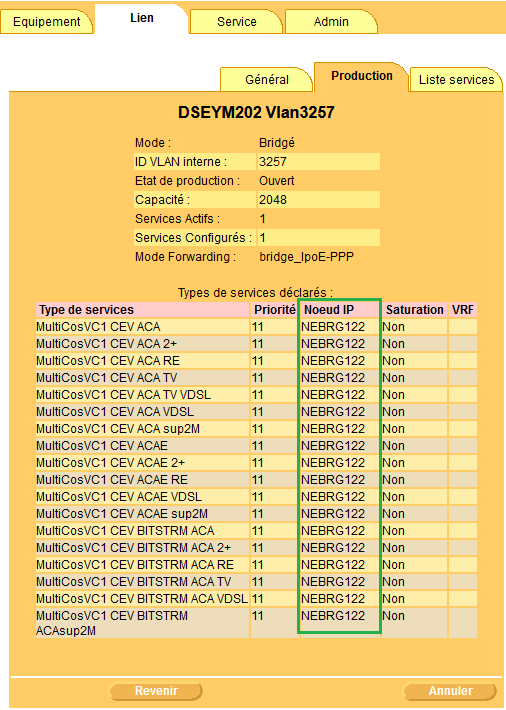 Equipement Lien Service Admin
Général Production Liste services
DSEYM202 Vlan3257
Mode : Bridgé
ID VLAN interne : 3257
Etat de production : Ouvert
Capacité : 2048
Services Actifs : 1
Services Configurés : 1
Mode Forwarding : bridge_IpoE-PPP
Types de services déclarés :
Type de services Priorité Noeud IP Saturation VRF
MultiCosVC1 CEV ACA 11 NEBRG122 Non
MultiCosVC1 CEV ACA 2+ 11 NEBRG122 Non
MultiCosVC1 CEV ACA RE 11 NEBRG122 Non
MultiCosVC1 CEV ACA TV 11 NEBRG122 Non
MultiCosVC1 CEV ACA TV VDSL 11 NEBRG122 Non
MultiCosVC1 CEV ACA VDSL 11 NEBRG122 Non
MultiCosVC1 CEV ACA sup2M 11 NEBRG122 Non
MultiCosVC1 CEV ACAE 11 NEBRG122 Non
MultiCosVC1 CEV ACAE 2+ 11 NEBRG122 Non
MultiCosVC1 CEV ACAE RE 11 NEBRG122 Non
MultiCosVC1 CEV ACAE VDSL 11 NEBRG122 Non
MultiCosVC1 CEV ACAE sup2M 11 NEBRG122 Non
MultiCosVC1 CEV BITSTRM ACA 11 NEBRG122 Non
MultiCosVC1 CEV BITSTRM ACA 2+ 11 NEBRG122 Non
MultiCosVC1 CEV BITSTRM ACA RE 11 NEBRG122 Non
MultiCosVC1 CEV BITSTRM ACA TV 11 NEBRG122 Non
MultiCosVC1 CEV BITSTRM ACA VDSL 11 NEBRG122 Non
MultiCosVC1 CEV BITSTRM 11 NEBRG122 Non
ACAsup2M
Revenir Annuler